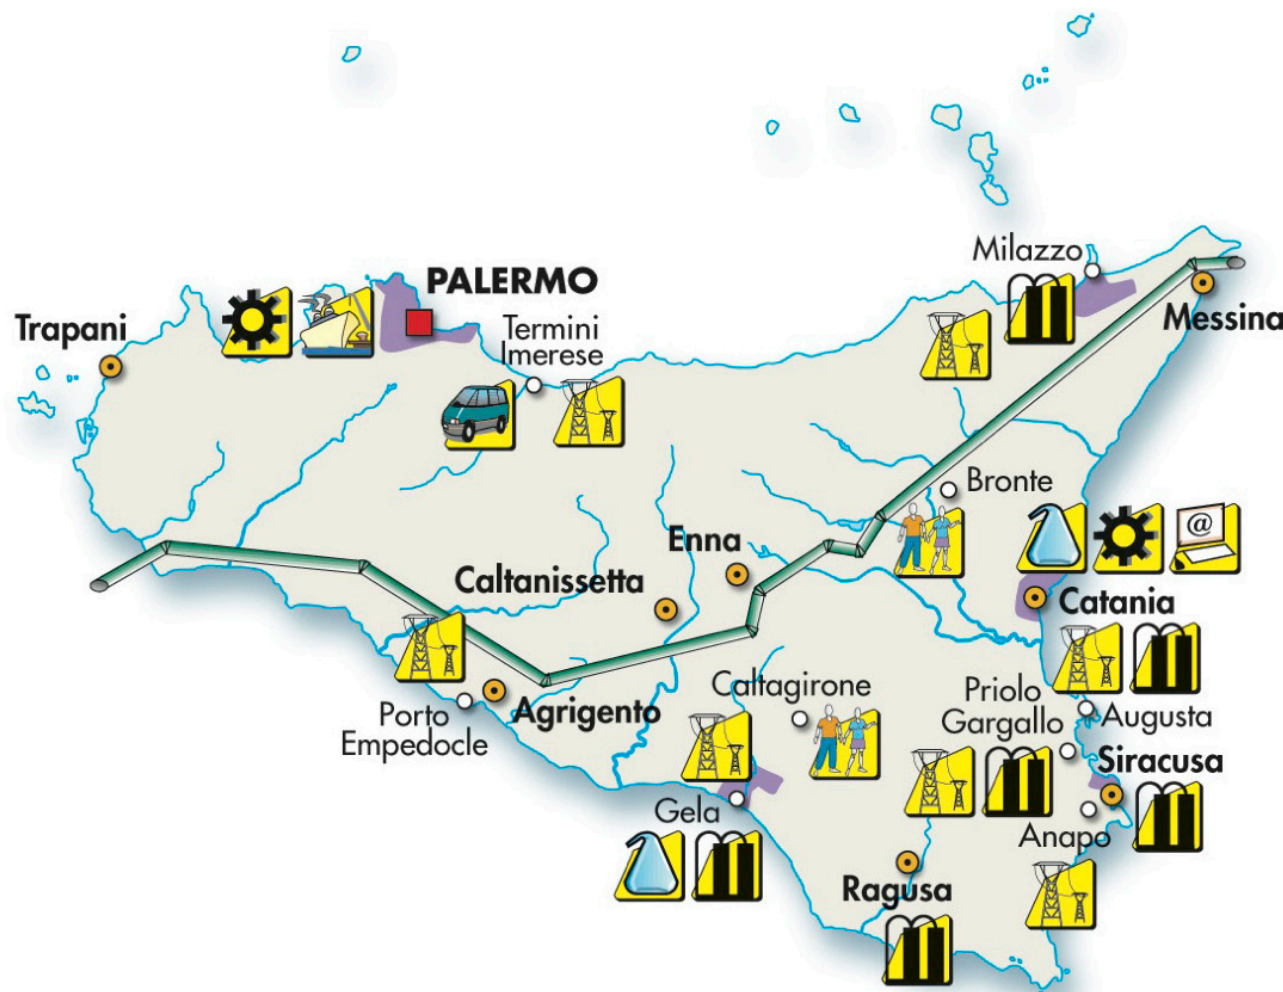 Milazzo
PALERMO
Messina
Trapani
Termini
Imerese
Bronte
@
Enna
Caltanissetta
Catania
Caltagirone
Priolo
Gargallo
Augusta
Agrigento
Porto
Empedocle
Siracusa
Gela
Anapo
Ragusa